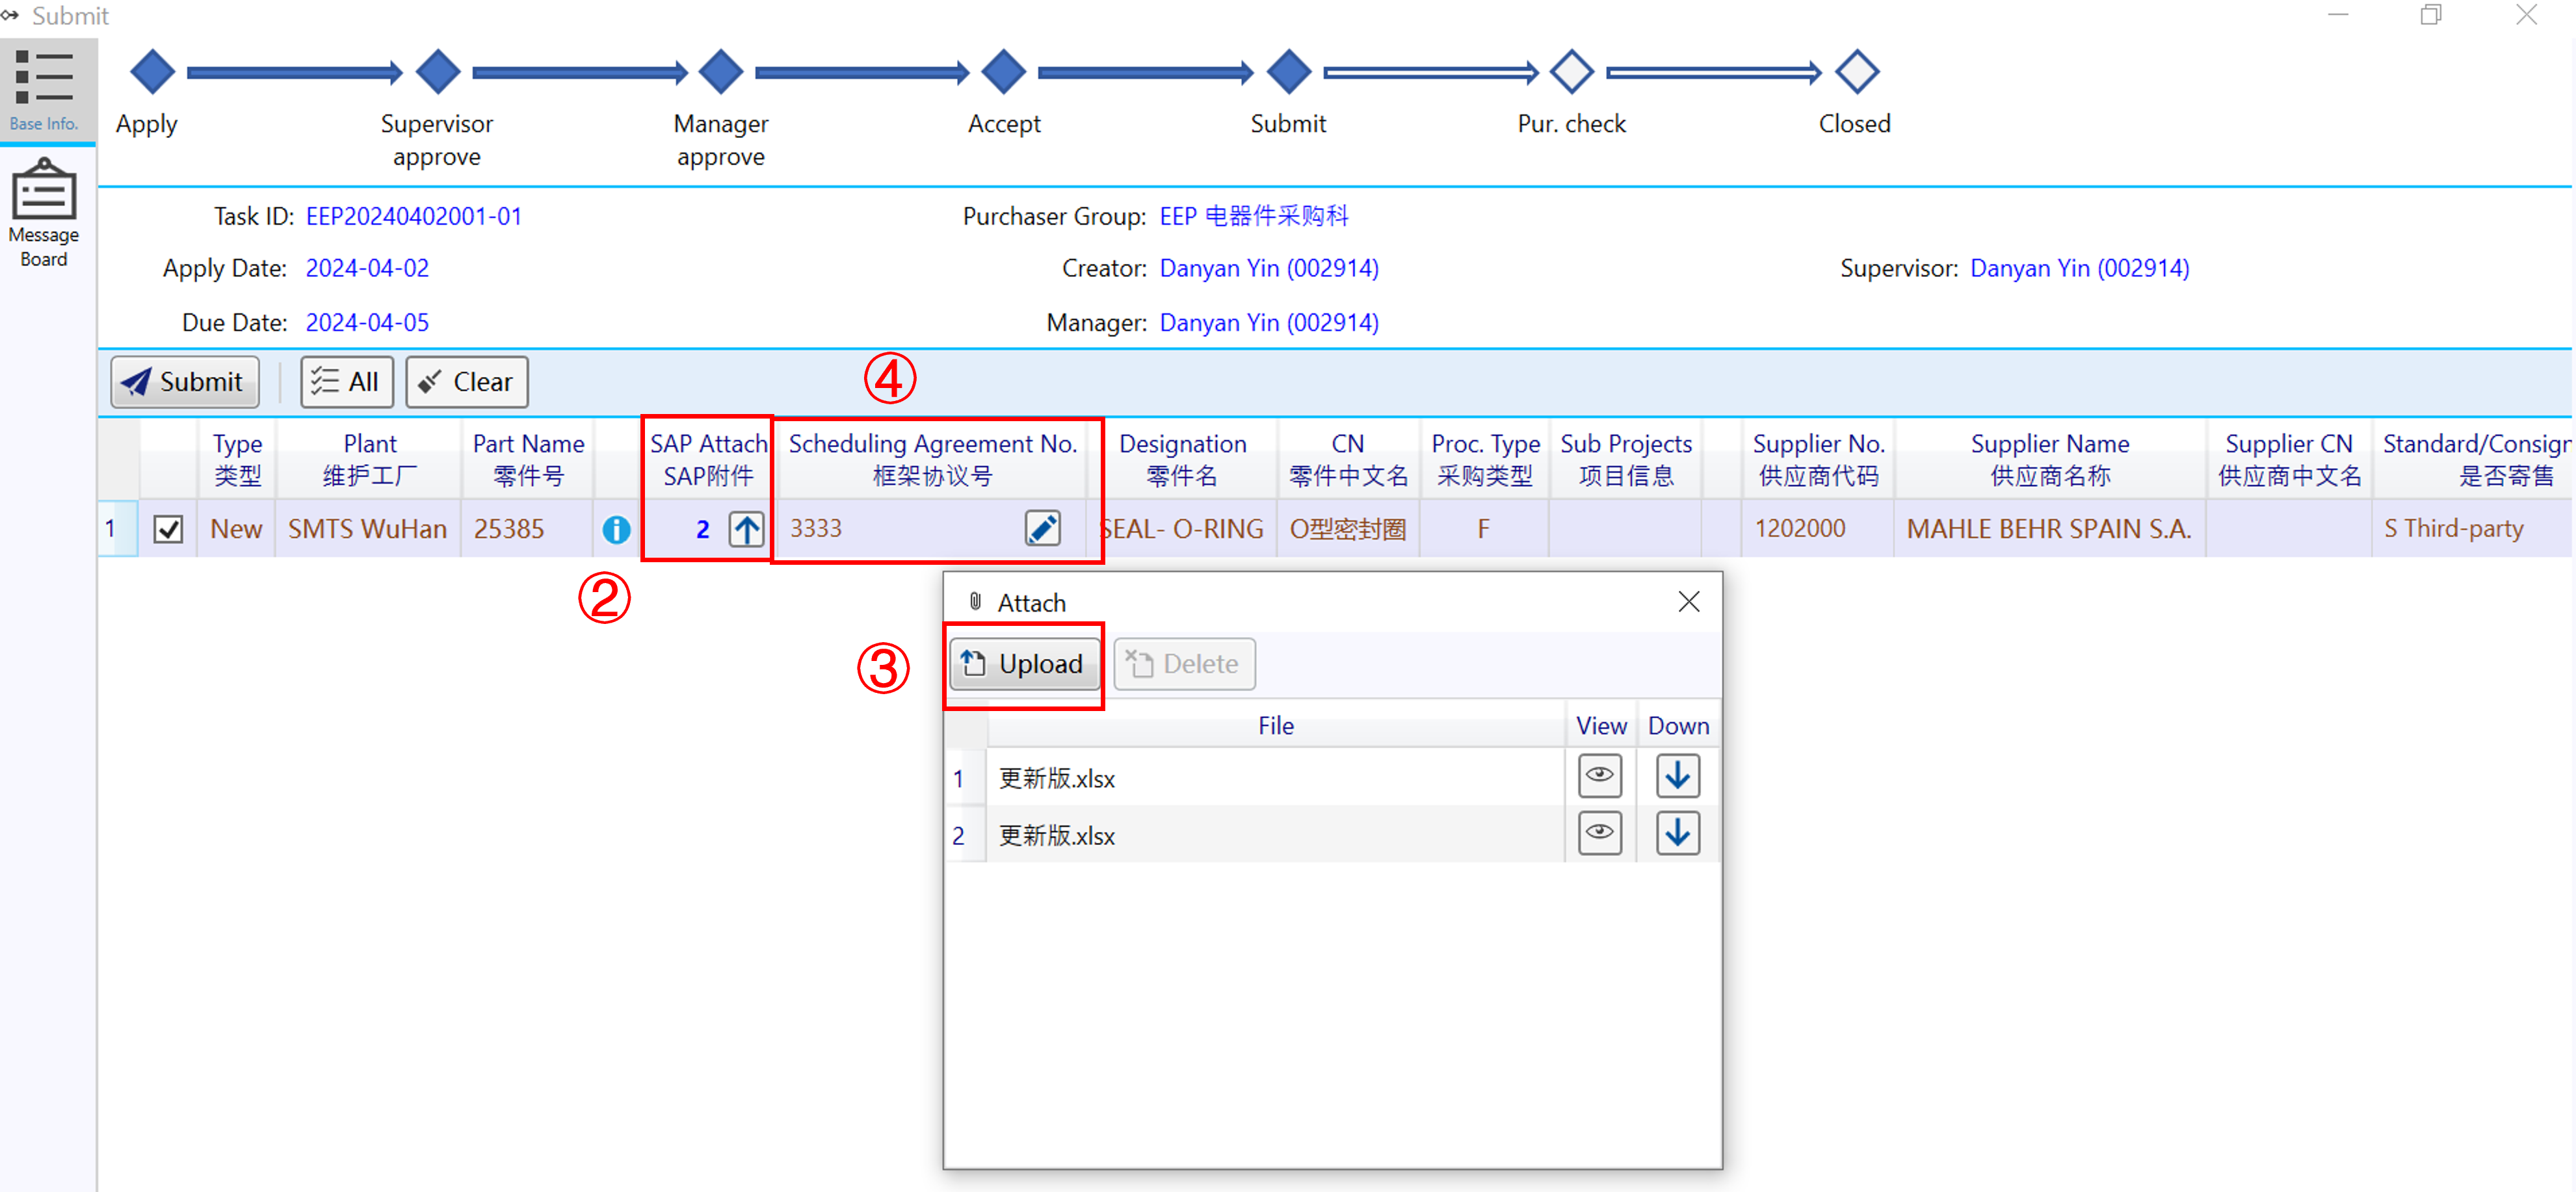 Submit
Base Info.
Message
Board
Apply
Supervisor
approve
Manager
approve
Accept
Submit
Pur. check
Closed
Task ID: EEP20240402001-01
Purchaser Group: EEP 电器件采购科
Apply Date: 2024-04-02
Creator: Danyan Yin (002914)
Supervisor: Danyan Yin (002914)
Due Date: 2024-04-05
Manager: Danyan Yin (002914)
Submit
All
Clear
④
Type
类型
Plant
维护工厂
Part Name
零件号
SAP Attach
SAP附件
Scheduling Agreement No.
框架协议号
Designation
零件名
CN
零件中文名
Proc. Type
采购类型
Sub Projects
项目信息
Supplier No.
供应商代码
Supplier Name
供应商名称
Supplier CN
供应商中文名
Standard/Consign
是否寄售
1 New SMTS WuHan 25385 2 3333 SEAL- O-RING O型密封圈 F 1202000 MAHLE BEHR SPAIN S.A. S Third-party
②
Attach
③
Upload
Delete
File View Down
1 更新版.xlsx
2 更新版.xlsx